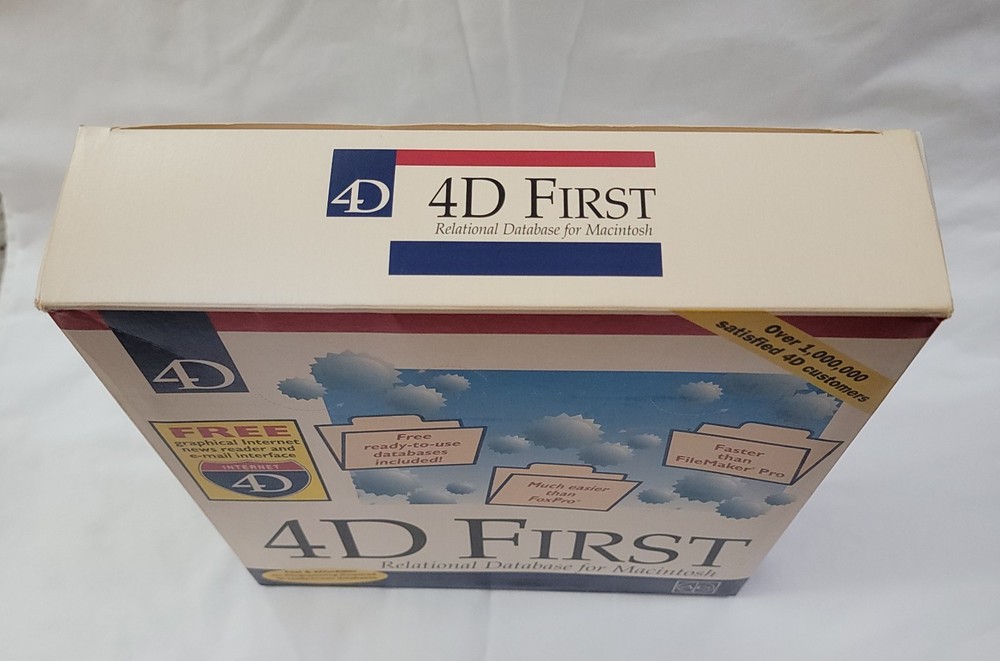 4D
4D FIRST
Relational Database for Macintosh
Over 1,000,000
satisfied 4D customers
4D
FREE
graphical Internet
news reader and
e-mail interface
INTERNET
4D
Free
ready-to-use
databases
included!
Much easier
than
FoxPro™
Faster
than
FileMaker® Pro
4D FIRST
Relational Database for Macintosh